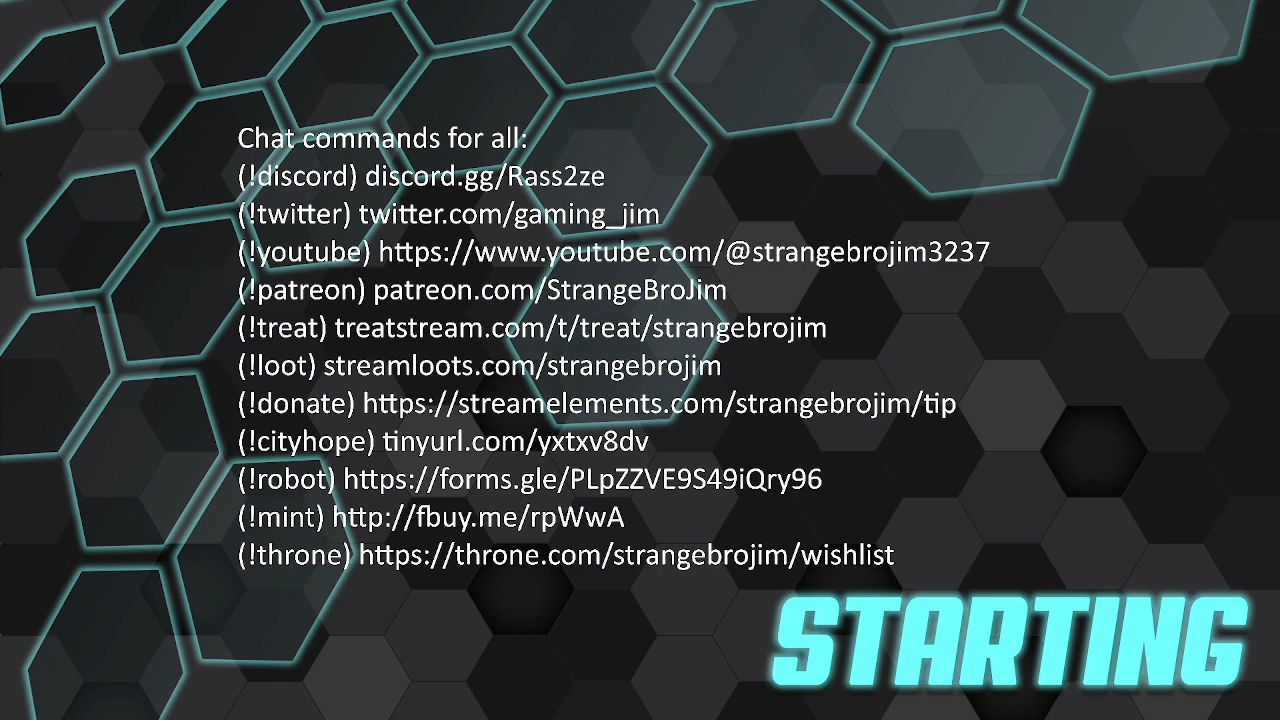 Chat commands for all:
(!discord) discord.gg/Rass2ze
(!twitter) twitter.com/gaming_jim
(!youtube) https://www.youtube.com/@strangebrojim3237
(!patreon) patreon.com/StrangeBroJim
(!treat) treatstream.com/t/treat/strangebrojim
(!loot) streamloots.com/strangebrojim
(!donate) https://streamelements.com/strangebrojim/tip
(!cityhope) tinyurl.com/yxtxv8dv
(!robot) https://forms.gle/PLpZZVE9S49iQry96
(!mint) http://fbuy.me/rpWwA
(!throne) https://throne.com/strangebrojim/wishlist
STARTING